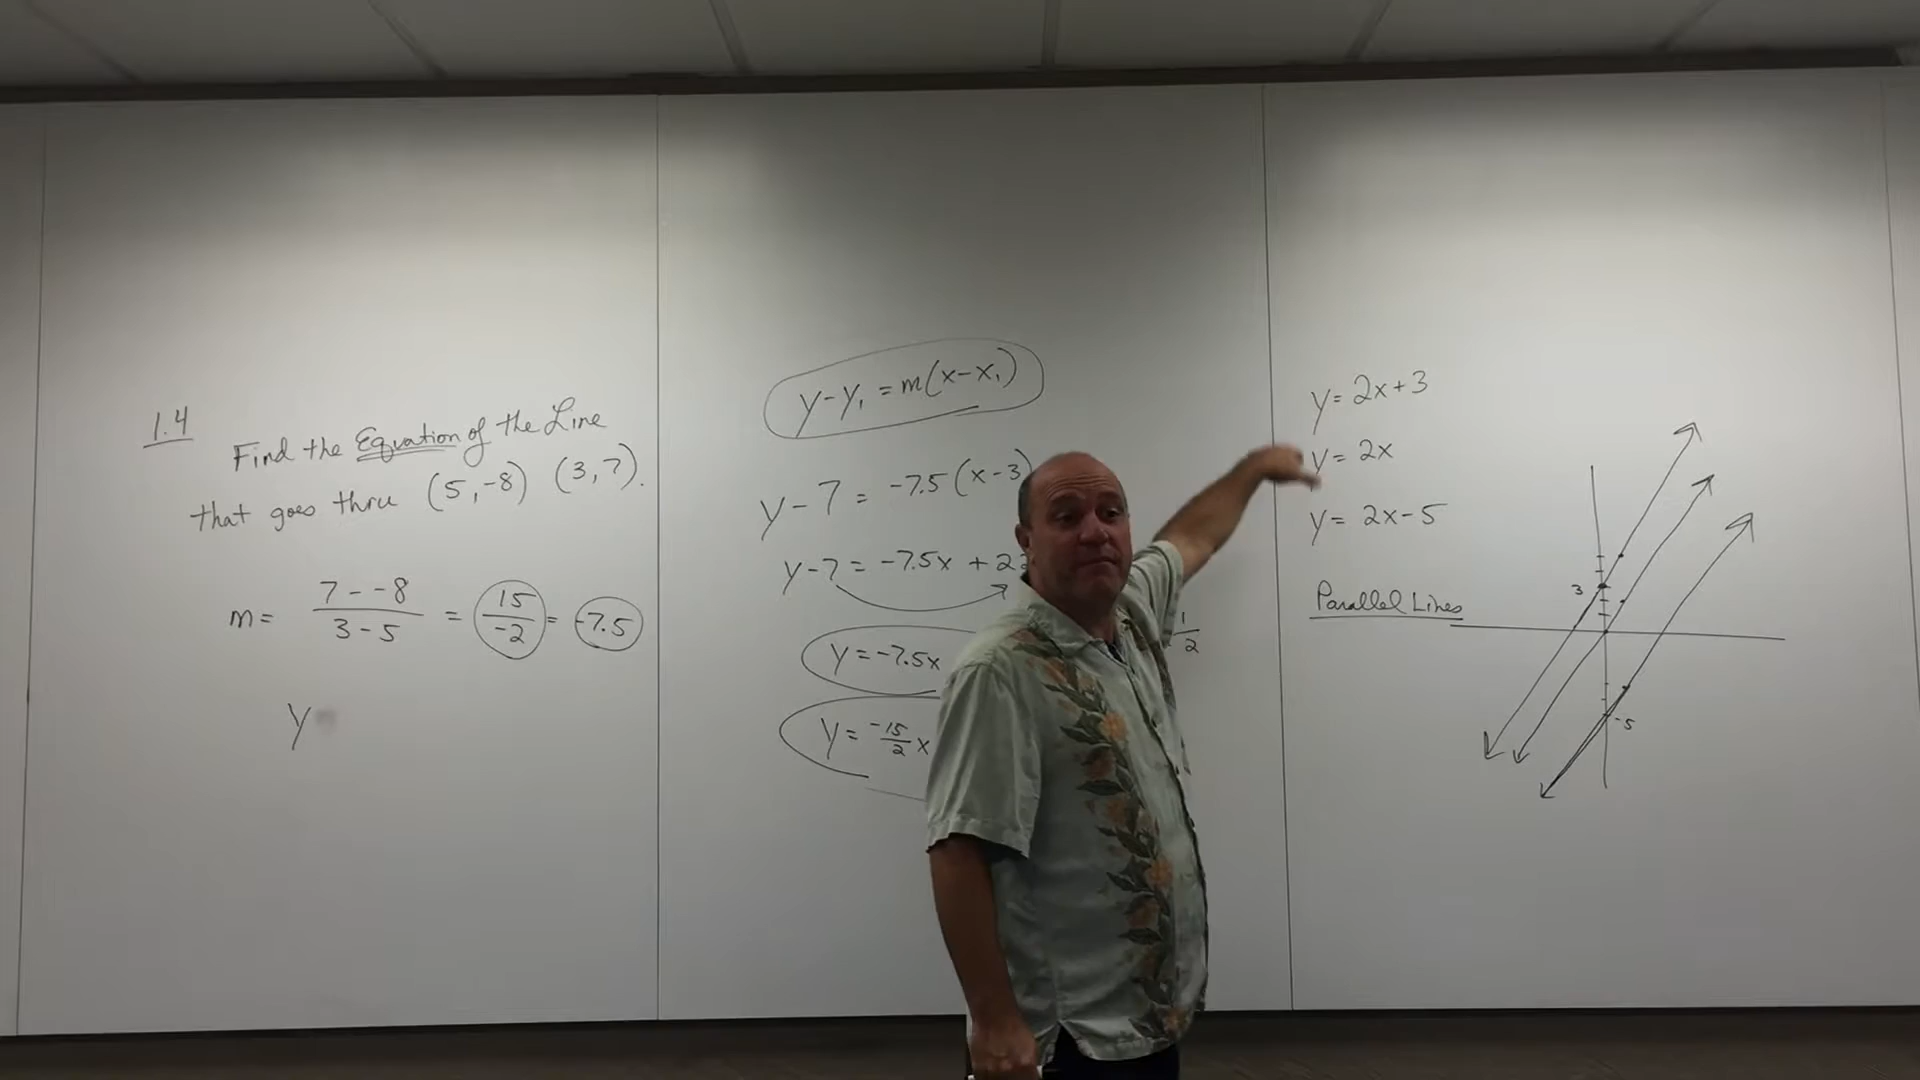 1.4
Find the Equation of the Line
that goes thru (5,-8) (3,7).
m = 7--8 / 3-5 = 15/-2 = -7.5
y
y-y₁ = m(x-x₁)
y-7 = -7.5(x-3)
y-7 = -7.5x + 22
y = -7.5x
y = -15/2 x
1/2
y = 2x+3
y = 2x
y = 2x-5
Parallel Lines
3
-5